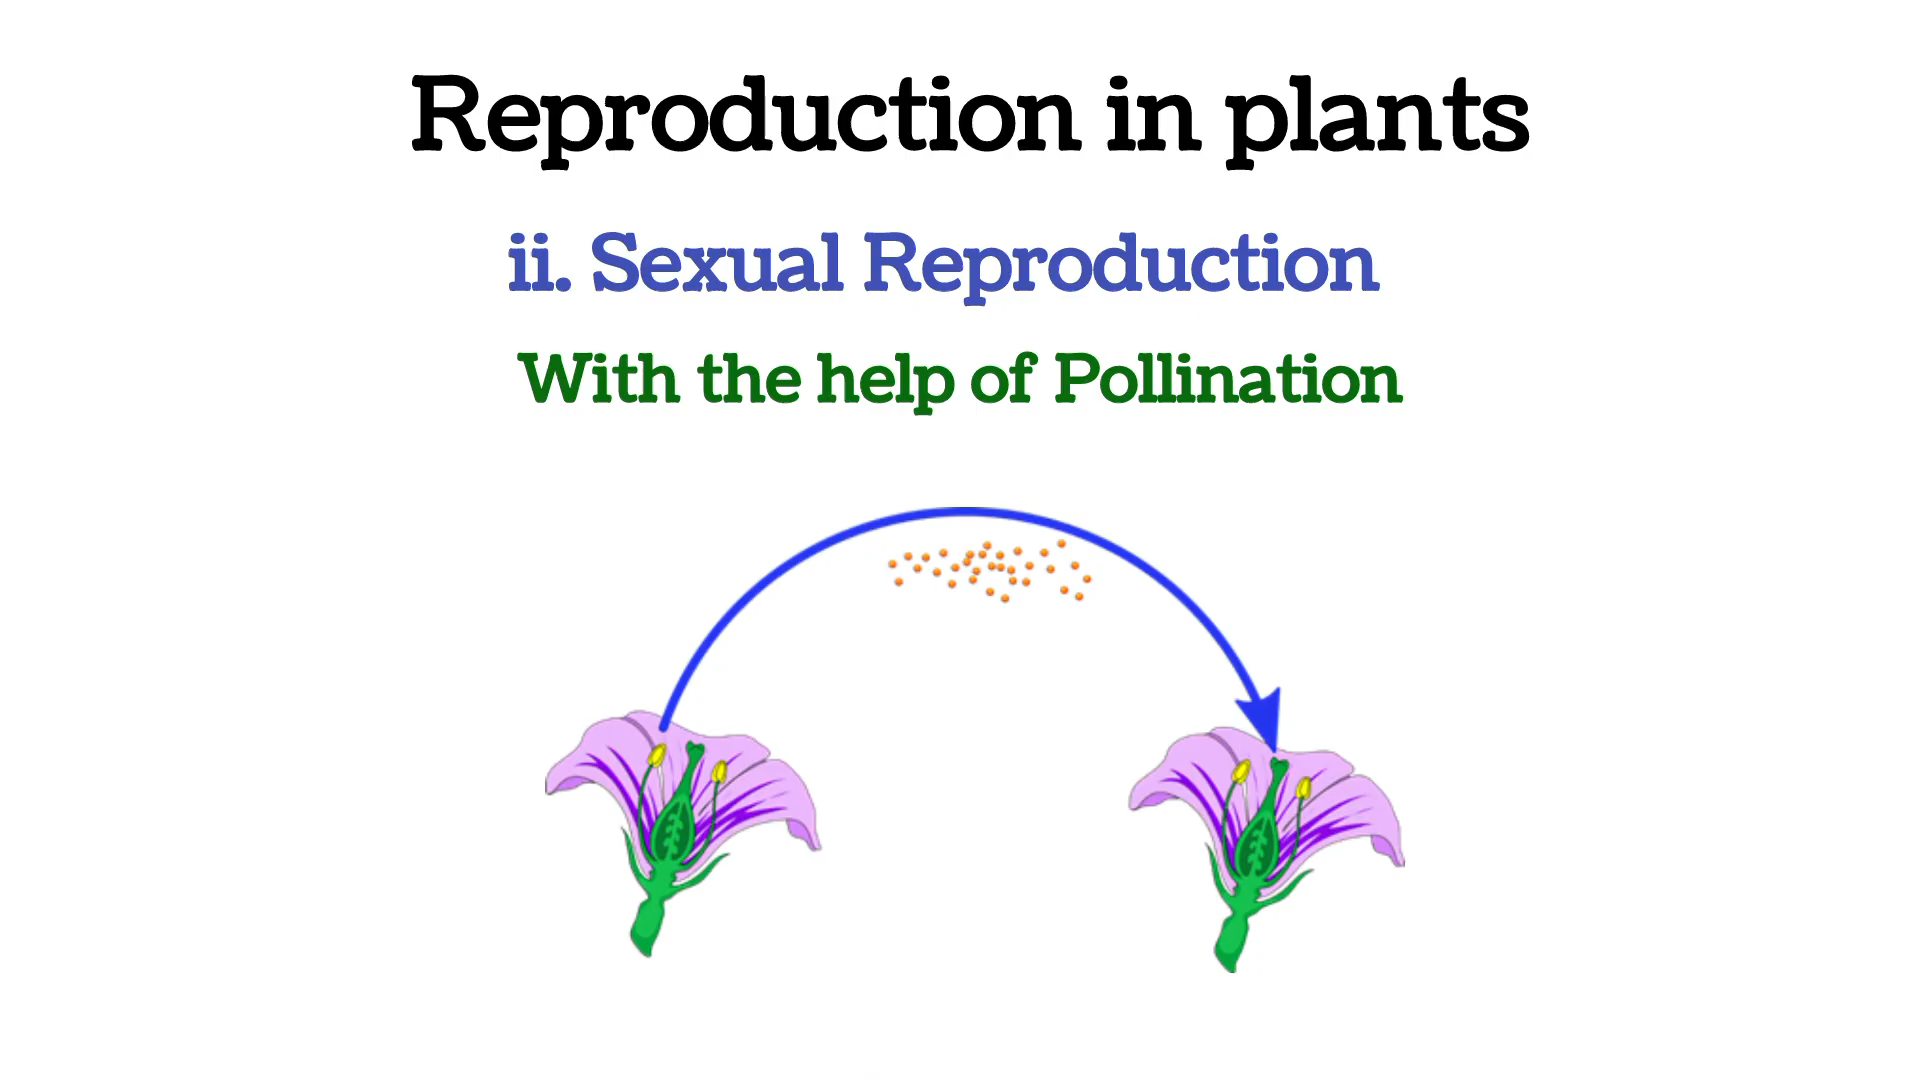 Reproduction in plants
ii. Sexual Reproduction
With the help of Pollination